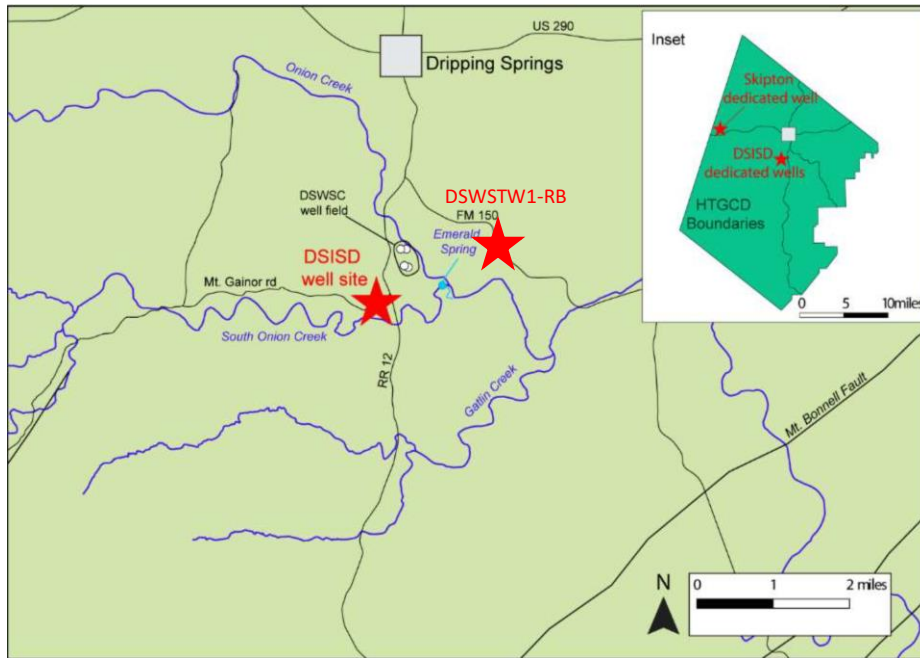 US 290
Dripping Springs
Onion Creek
DSWSC
well field
DSWSTW1-RB
FM 150
Emerald
Spring
DSISD
well site
Mt. Gainor rd
South Onion Creek
RR 12
Gatlin Creek
Mt. Bonnell Fault
Inset
Skipton
dedicated well
DSISD
dedicated wells
HTGCD
Boundaries
0 5 10miles
N
0 1 2 miles